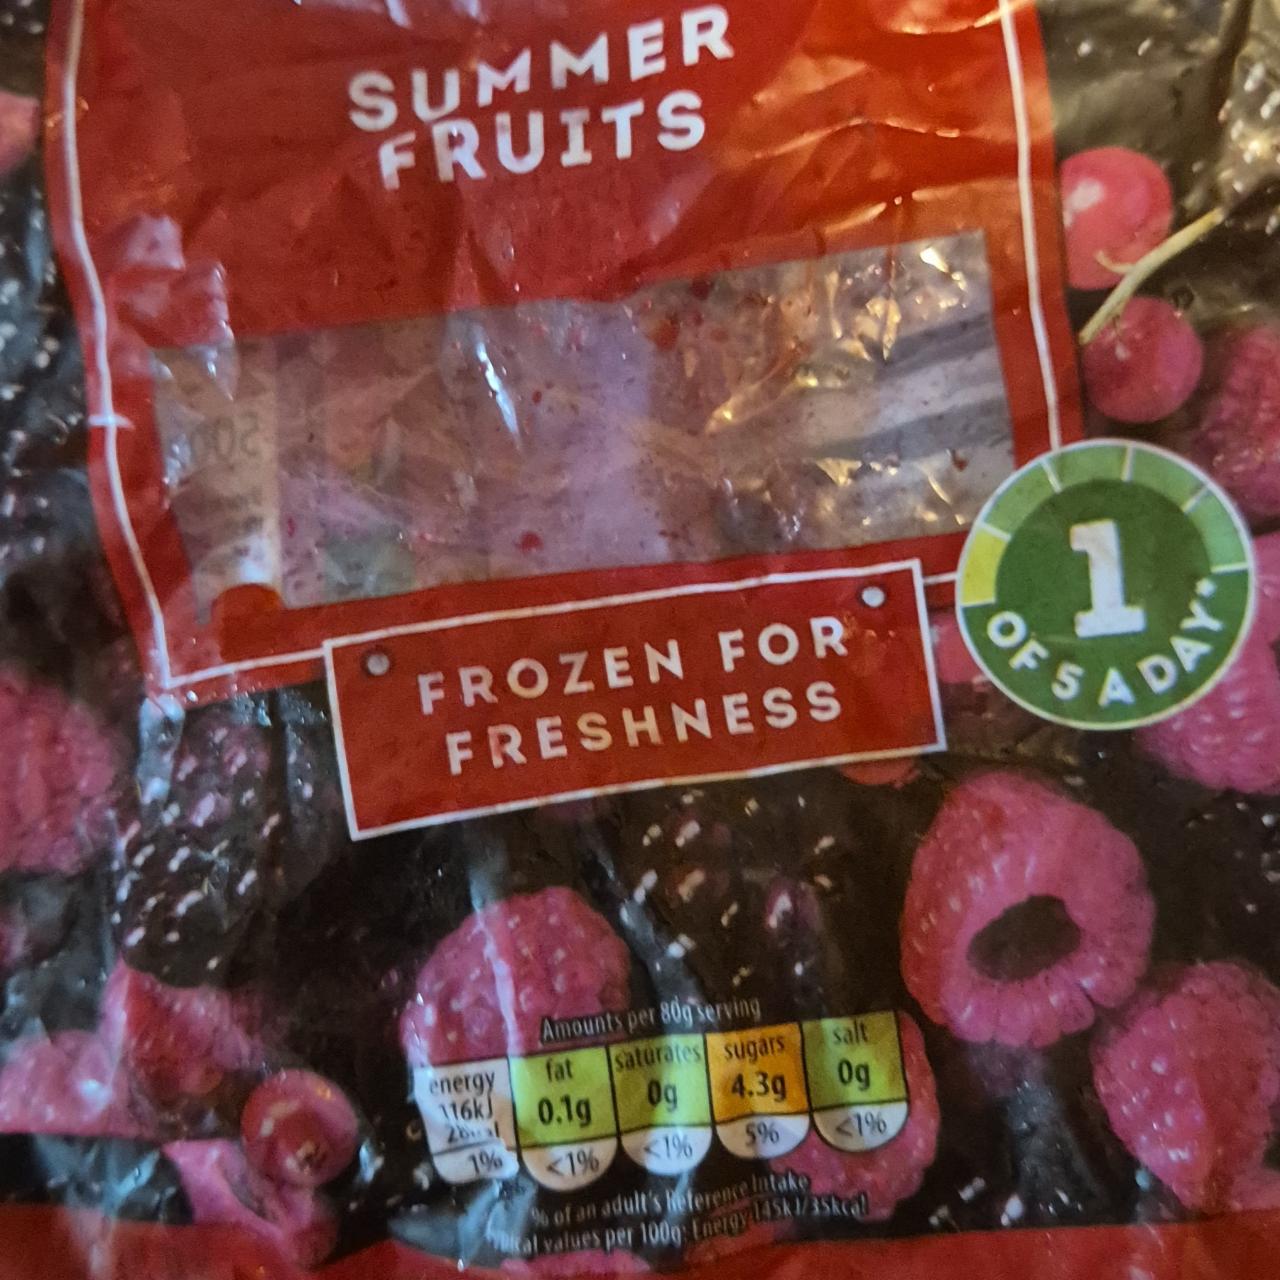 SUMMER
FRUITS
FROZEN FOR
FRESHNESS
1
OF 5 A DAY*
Amounts per 80g serving
energy
116kJ
1%
fat
0.1g
<1%
saturates
0g
<1%
sugars
4.3g
5%
salt
0g
<1%
% of an adult's Reference Intake
values per 100g: Energy 145kJ/35kcal